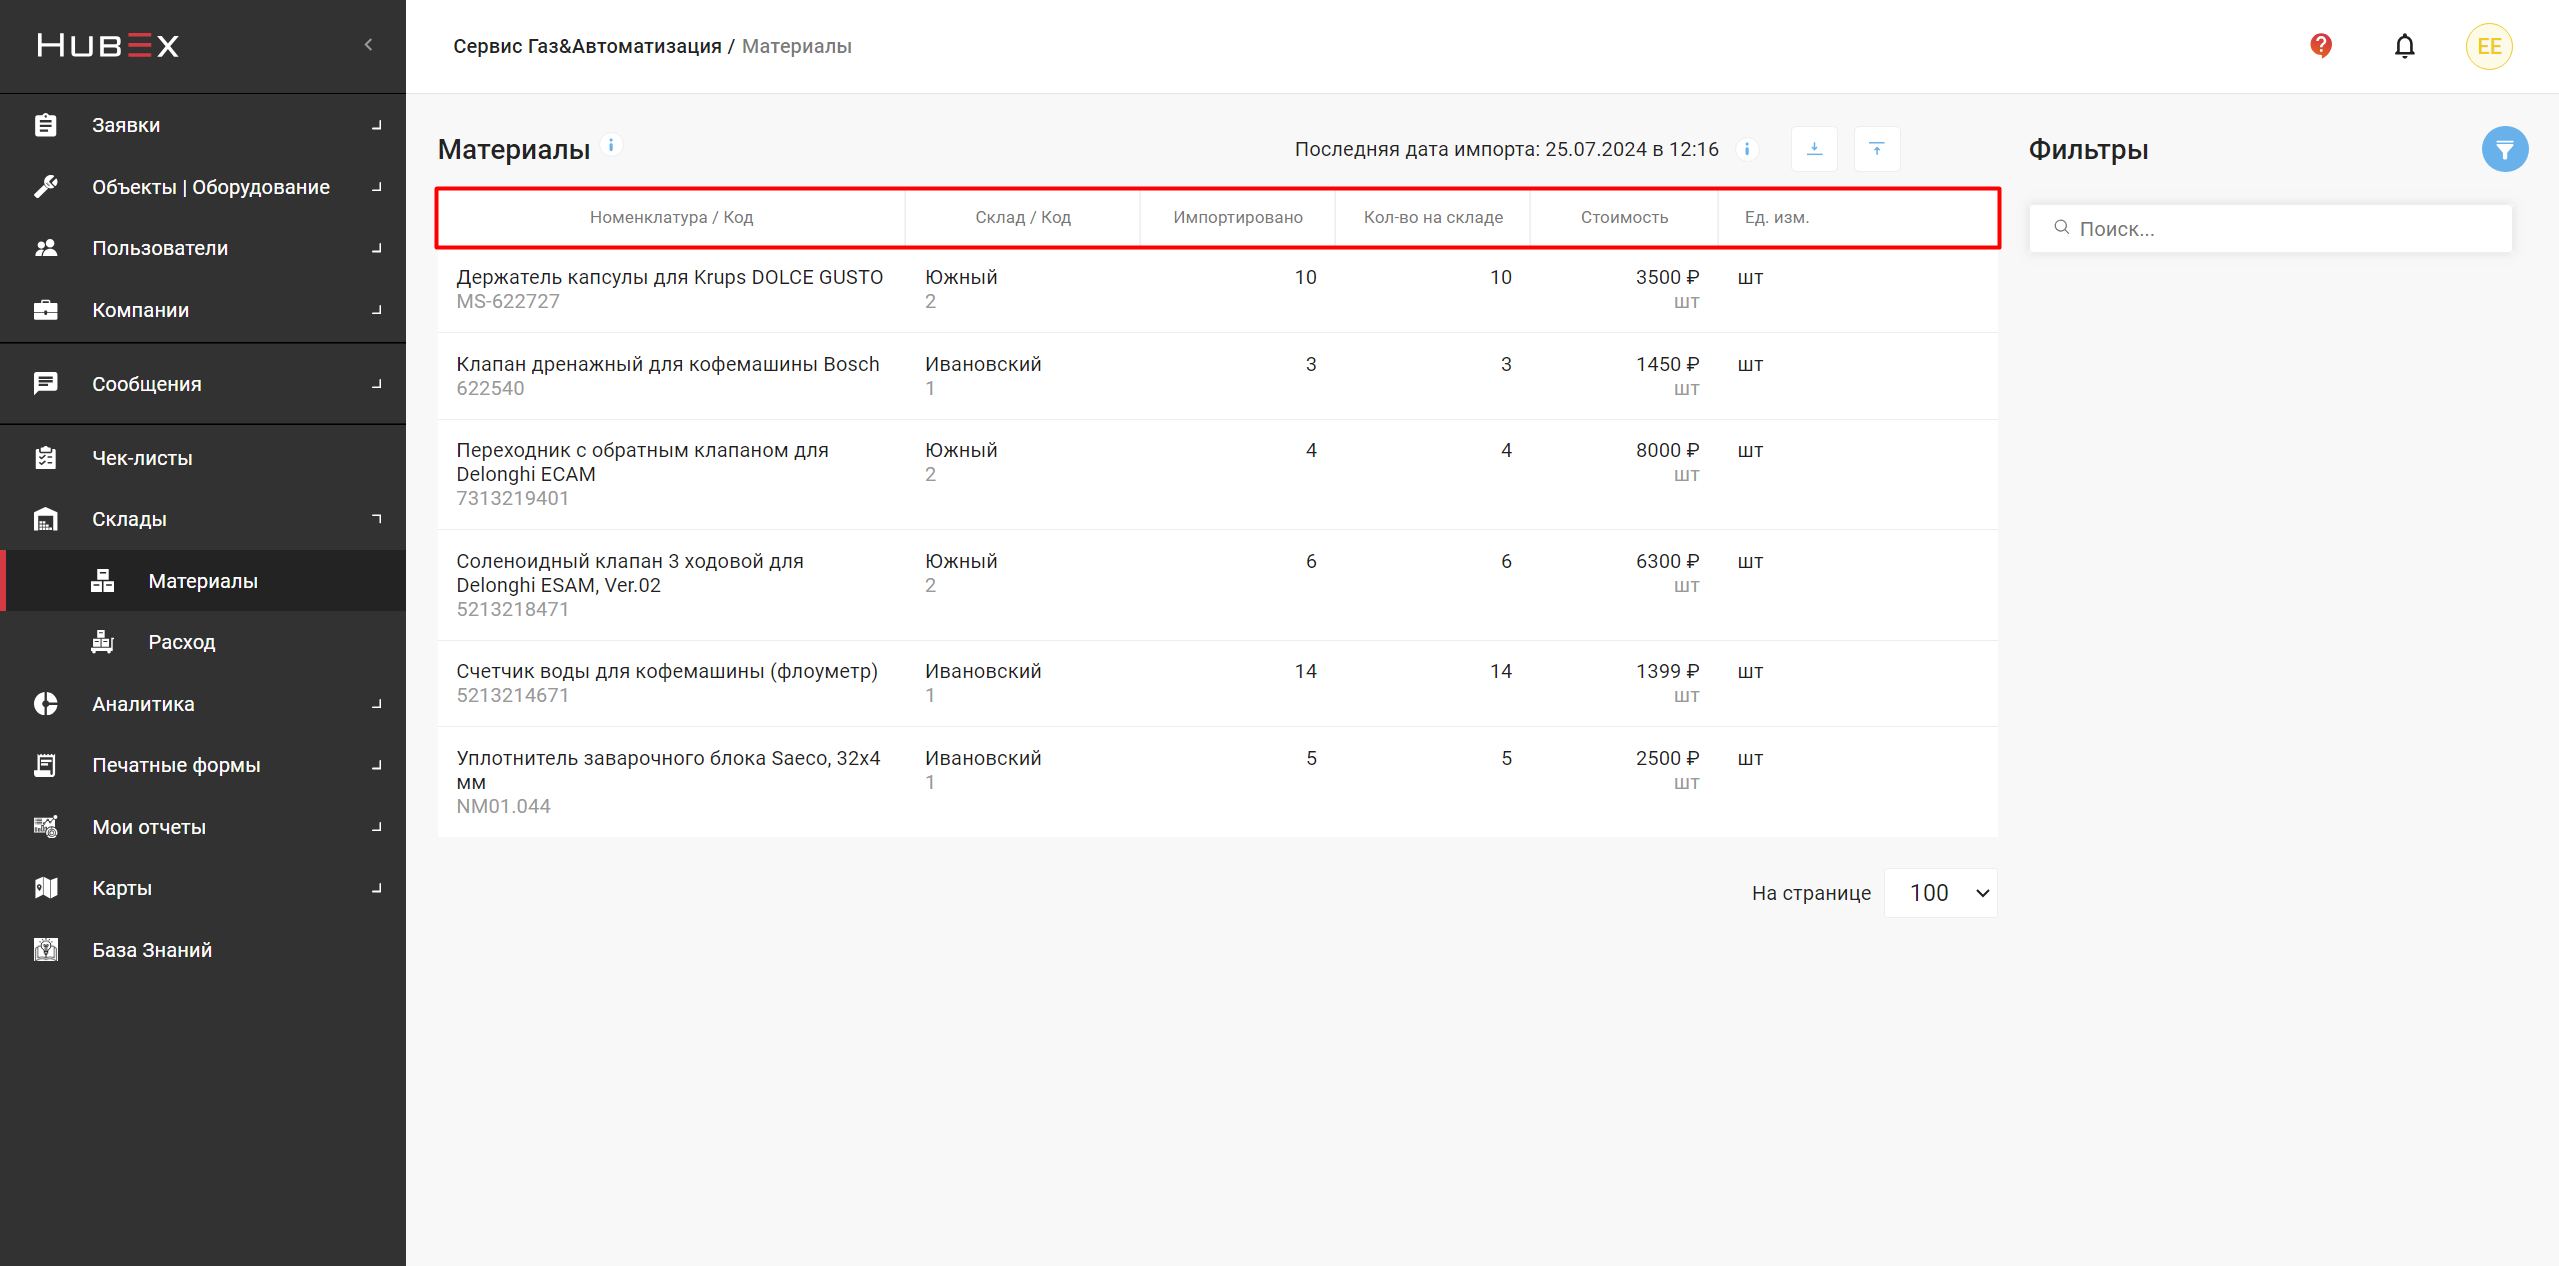 HUBEX
Заявки
Объекты | Оборудование
Пользователи
Компании
Сообщения
Чек-листы
Склады
Материалы
Расход
Аналитика
Печатные формы
Мои отчеты
Карты
База Знаний
Сервис Газ&Автоматизация / Материалы
EE
Материалы
Последняя дата импорта: 25.07.2024 в 12:16
Номенклатура / Код Склад / Код Импортировано Кол-во на складе Стоимость Ед. изм.
Держатель капсулы для Krups DOLCE GUSTO Южный 10 10 3500 ₽ шт
MS-622727 2 шт
Клапан дренажный для кофемашины Bosch Ивановский 3 3 1450 ₽ шт
622540 1 шт
Переходник с обратным клапаном для Южный 4 4 8000 ₽ шт
Delonghi ECAM 2 шт
7313219401
Соленоидный клапан 3 ходовой для Южный 6 6 6300 ₽ шт
Delonghi ESAM, Ver.02 2 шт
5213218471
Счетчик воды для кофемашины (флоуметр) Ивановский 14 14 1399 ₽ шт
5213214671 1 шт
Уплотнитель заварочного блока Saeco, 32x4 Ивановский 5 5 2500 ₽ шт
мм 1 шт
NM01.044
На странице 100
Фильтры
Поиск...